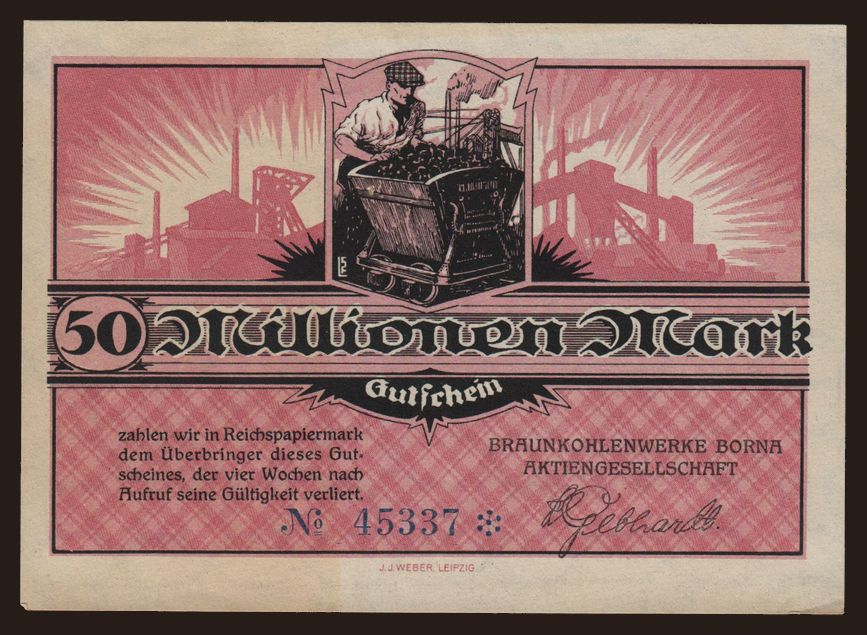 50 Millionen Mark
Gutschein
zahlen wir in Reichspapiermark
dem Überbringer dieses Gut-
scheines, der vier Wochen nach
Aufruf seine Gültigkeit verliert.
BRAUNKOHLENWERKE BORNA
AKTIENGESELLSCHAFT
No 45337
Gebhardt.
J. J. WEBER, LEIPZIG